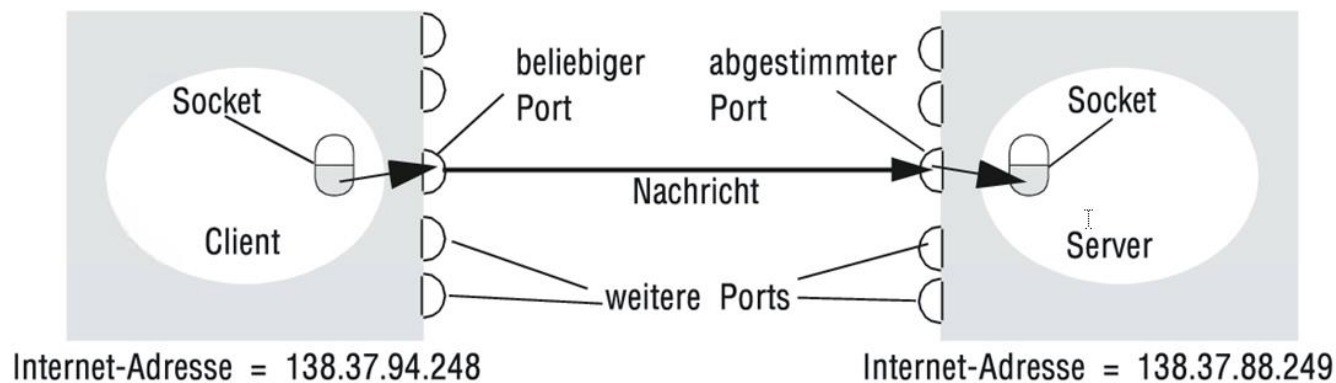 beliebiger
Port
abgestimmter
Port
Socket
Socket
Nachricht
Client
Server
weitere Ports
Internet-Adresse = 138.37.94.248
Internet-Adresse = 138.37.88.249